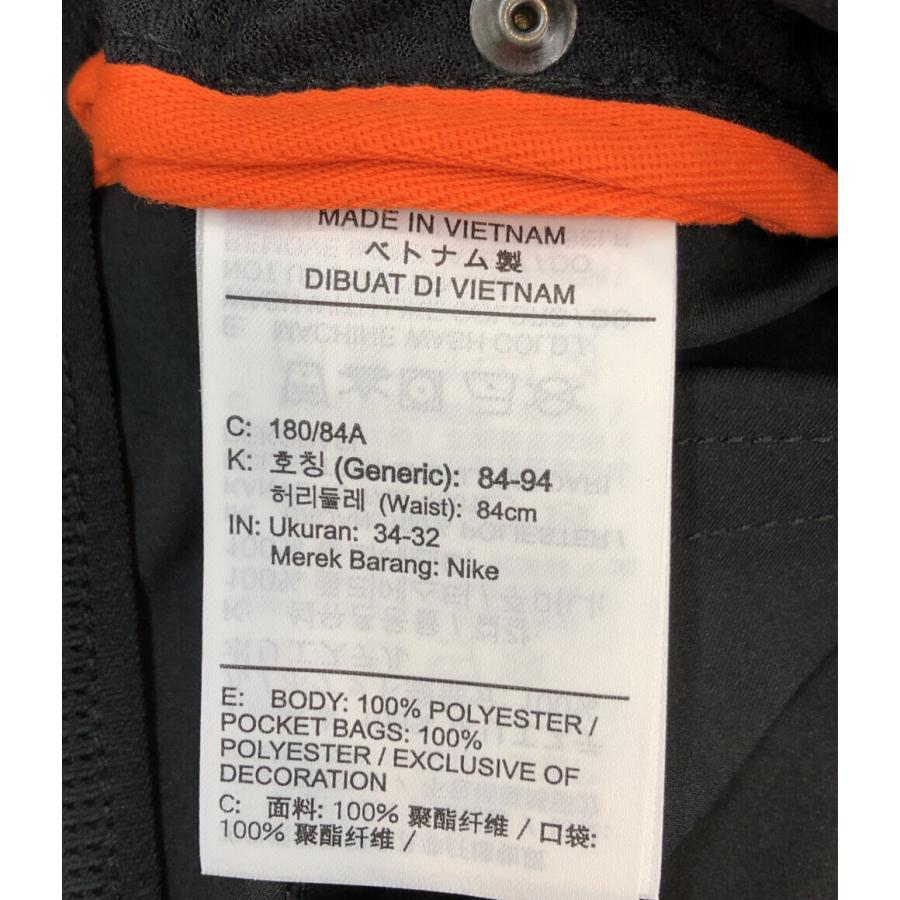 MADE IN VIETNAM
ベトナム製
DIBUAT DI VIETNAM
C: 180/84A
K: 호칭 (Generic): 84-94
허리둘레 (Waist): 84cm
IN: Ukuran: 34-32
Merek Barang: Nike
E: BODY: 100% POLYESTER /
POCKET BAGS: 100%
POLYESTER / EXCLUSIVE OF
DECORATION
C: 面料: 100% 聚酯纤维 / 口袋:
100% 聚酯纤维 /